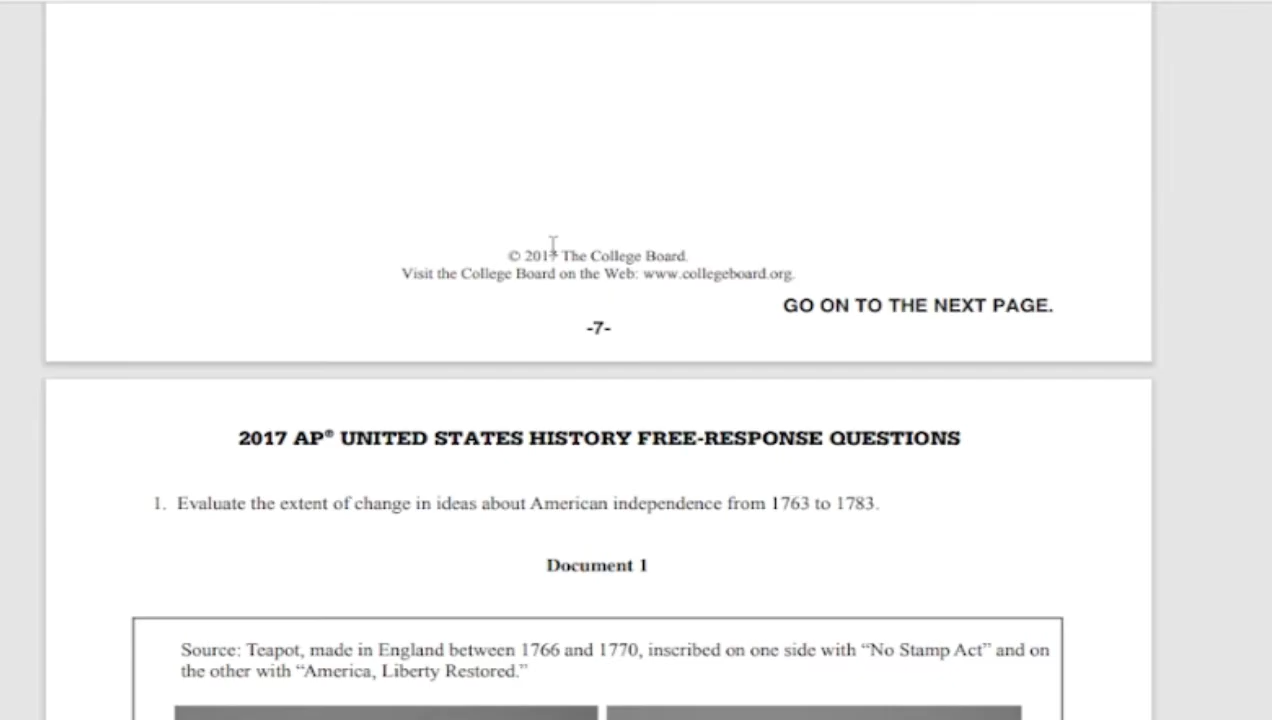 © 2017 The College Board.
Visit the College Board on the Web: www.collegeboard.org.
GO ON TO THE NEXT PAGE.
-7-
2017 AP® UNITED STATES HISTORY FREE-RESPONSE QUESTIONS
1. Evaluate the extent of change in ideas about American independence from 1763 to 1783.
Document 1
Source: Teapot, made in England between 1766 and 1770, inscribed on one side with “No Stamp Act” and on
the other with “America, Liberty Restored.”